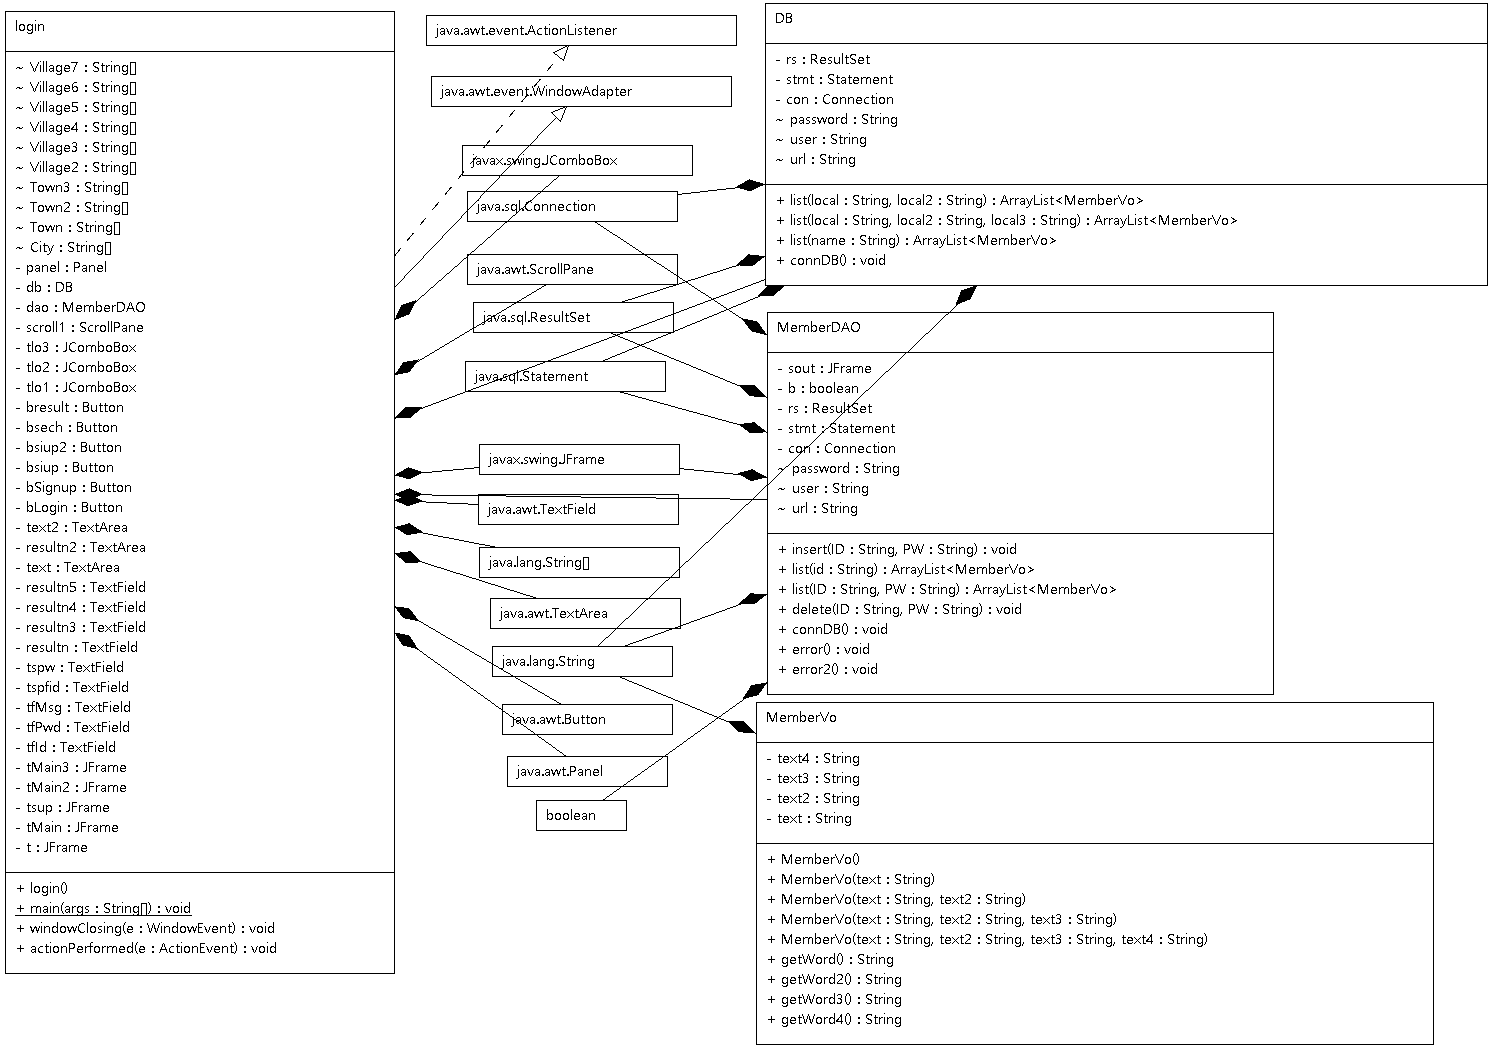 login
~ Village7 : String[]
~ Village6 : String[]
~ Village5 : String[]
~ Village4 : String[]
~ Village3 : String[]
~ Village2 : String[]
~ Town3 : String[]
~ Town2 : String[]
~ Town : String[]
~ City : String[]
- panel : Panel
- db : DB
- dao : MemberDAO
- scroll1 : ScrollPane
- tlo3 : JComboBox
- tlo2 : JComboBox
- tlo1 : JComboBox
- bresult : Button
- bsech : Button
- bsiup2 : Button
- bsiup : Button
- bSignup : Button
- bLogin : Button
- text2 : TextArea
- resultn2 : TextArea
- text : TextArea
- resultn5 : TextField
- resultn4 : TextField
- resultn3 : TextField
- resultn : TextField
- tspw : TextField
- tspfid : TextField
- tfMsg : TextField
- tfPwd : TextField
- tfId : TextField
- tMain3 : JFrame
- tMain2 : JFrame
- tsup : JFrame
- tMain : JFrame
- t : JFrame
+ login()
+ main(args : String[]) : void
+ windowClosing(e : WindowEvent) : void
+ actionPerformed(e : ActionEvent) : void
java.awt.event.ActionListener
java.awt.event.WindowAdapter
javax.swing.JComboBox
java.sql.Connection
java.awt.ScrollPane
java.sql.ResultSet
java.sql.Statement
javax.swing.JFrame
java.awt.TextField
java.lang.String[]
java.awt.TextArea
java.lang.String
java.awt.Button
java.awt.Panel
boolean
DB
- rs : ResultSet
- stmt : Statement
- con : Connection
~ password : String
~ user : String
~ url : String
+ list(local : String, local2 : String) : ArrayList<MemberVo>
+ list(local : String, local2 : String, local3 : String) : ArrayList<MemberVo>
+ list(name : String) : ArrayList<MemberVo>
+ connDB() : void
MemberDAO
- sout : JFrame
- b : boolean
- rs : ResultSet
- stmt : Statement
- con : Connection
~ password : String
~ user : String
~ url : String
+ insert(ID : String, PW : String) : void
+ list(id : String) : ArrayList<MemberVo>
+ list(ID : String, PW : String) : ArrayList<MemberVo>
+ delete(ID : String, PW : String) : void
+ connDB() : void
+ error() : void
+ error2() : void
MemberVo
- text4 : String
- text3 : String
- text2 : String
- text : String
+ MemberVo()
+ MemberVo(text : String)
+ MemberVo(text : String, text2 : String)
+ MemberVo(text : String, text2 : String, text3 : String)
+ MemberVo(text : String, text2 : String, text3 : String, text4 : String)
+ getWord() : String
+ getWord2() : String
+ getWord3() : String
+ getWord4() : String